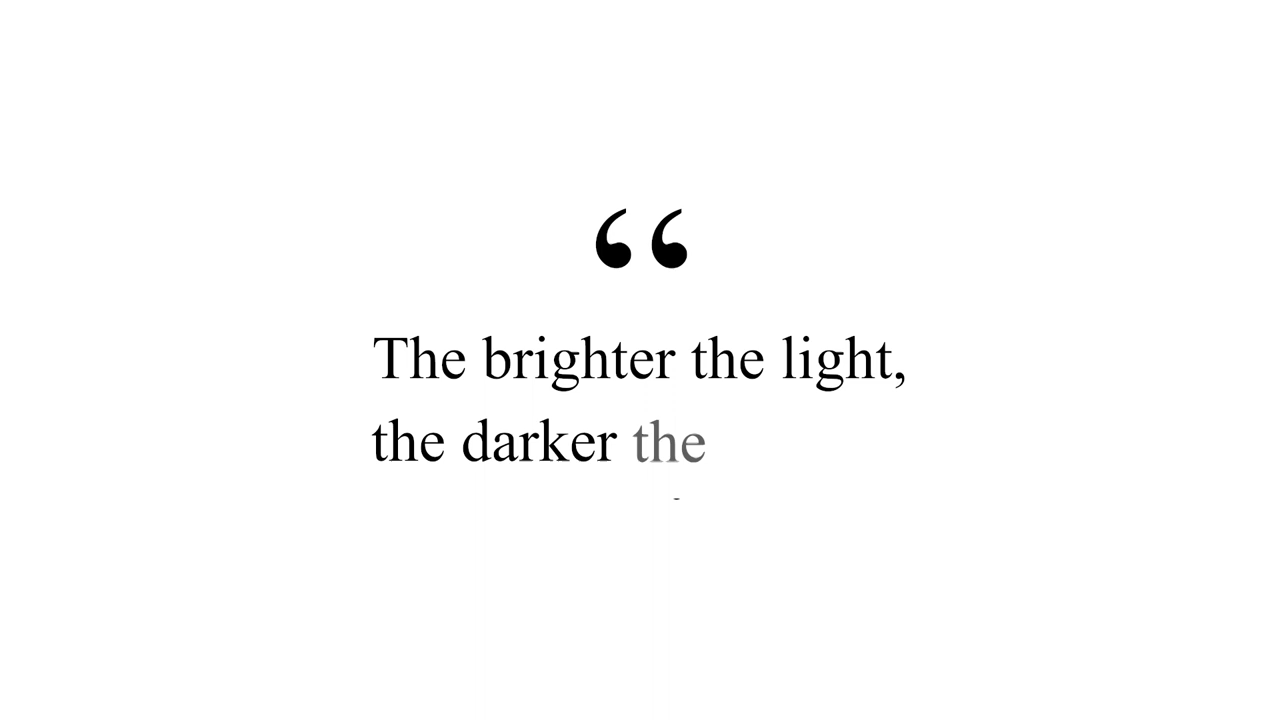 “
The brighter the light,
the darker the